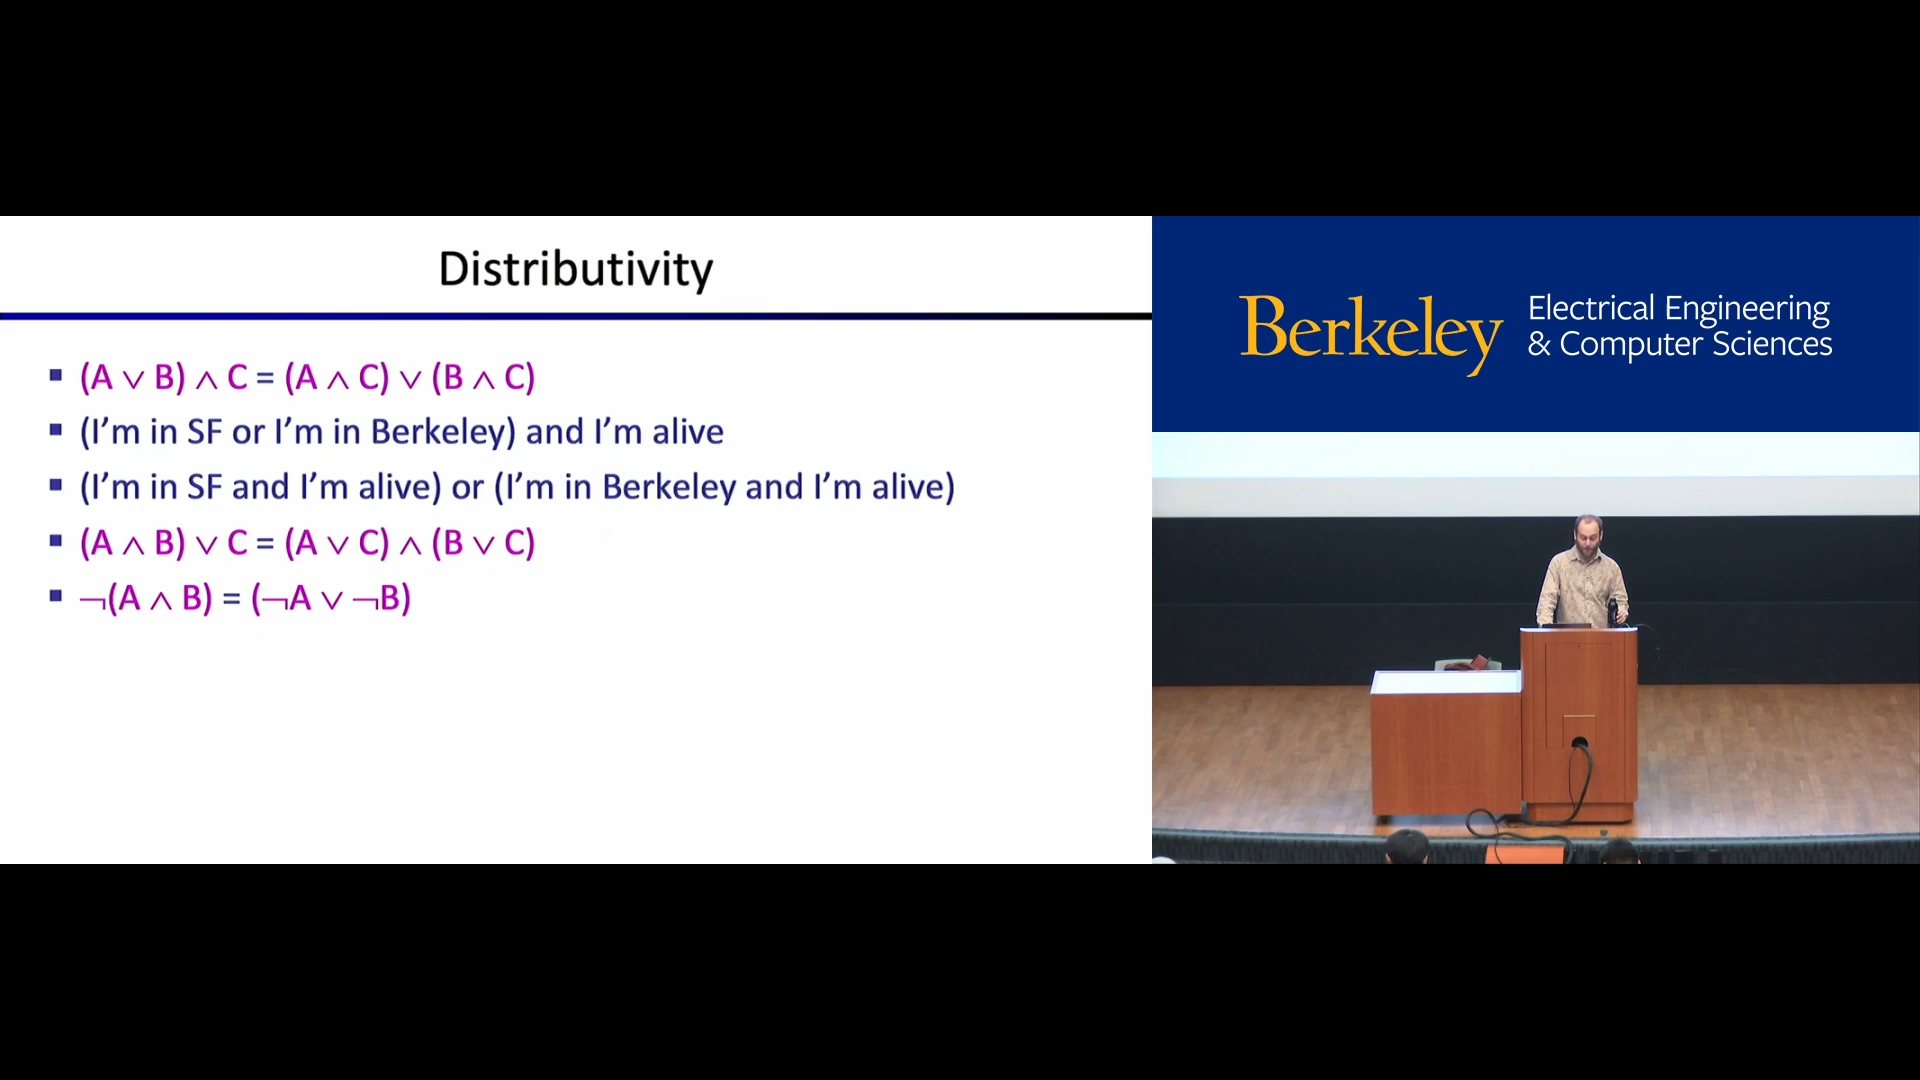 Distributivity
(A ∨ B) ∧ C = (A ∧ C) ∨ (B ∧ C)
(I'm in SF or I'm in Berkeley) and I'm alive
(I'm in SF and I'm alive) or (I'm in Berkeley and I'm alive)
(A ∧ B) ∨ C = (A ∨ C) ∧ (B ∨ C)
¬(A ∧ B) = (¬A ∨ ¬B)
Berkeley
Electrical Engineering
& Computer Sciences